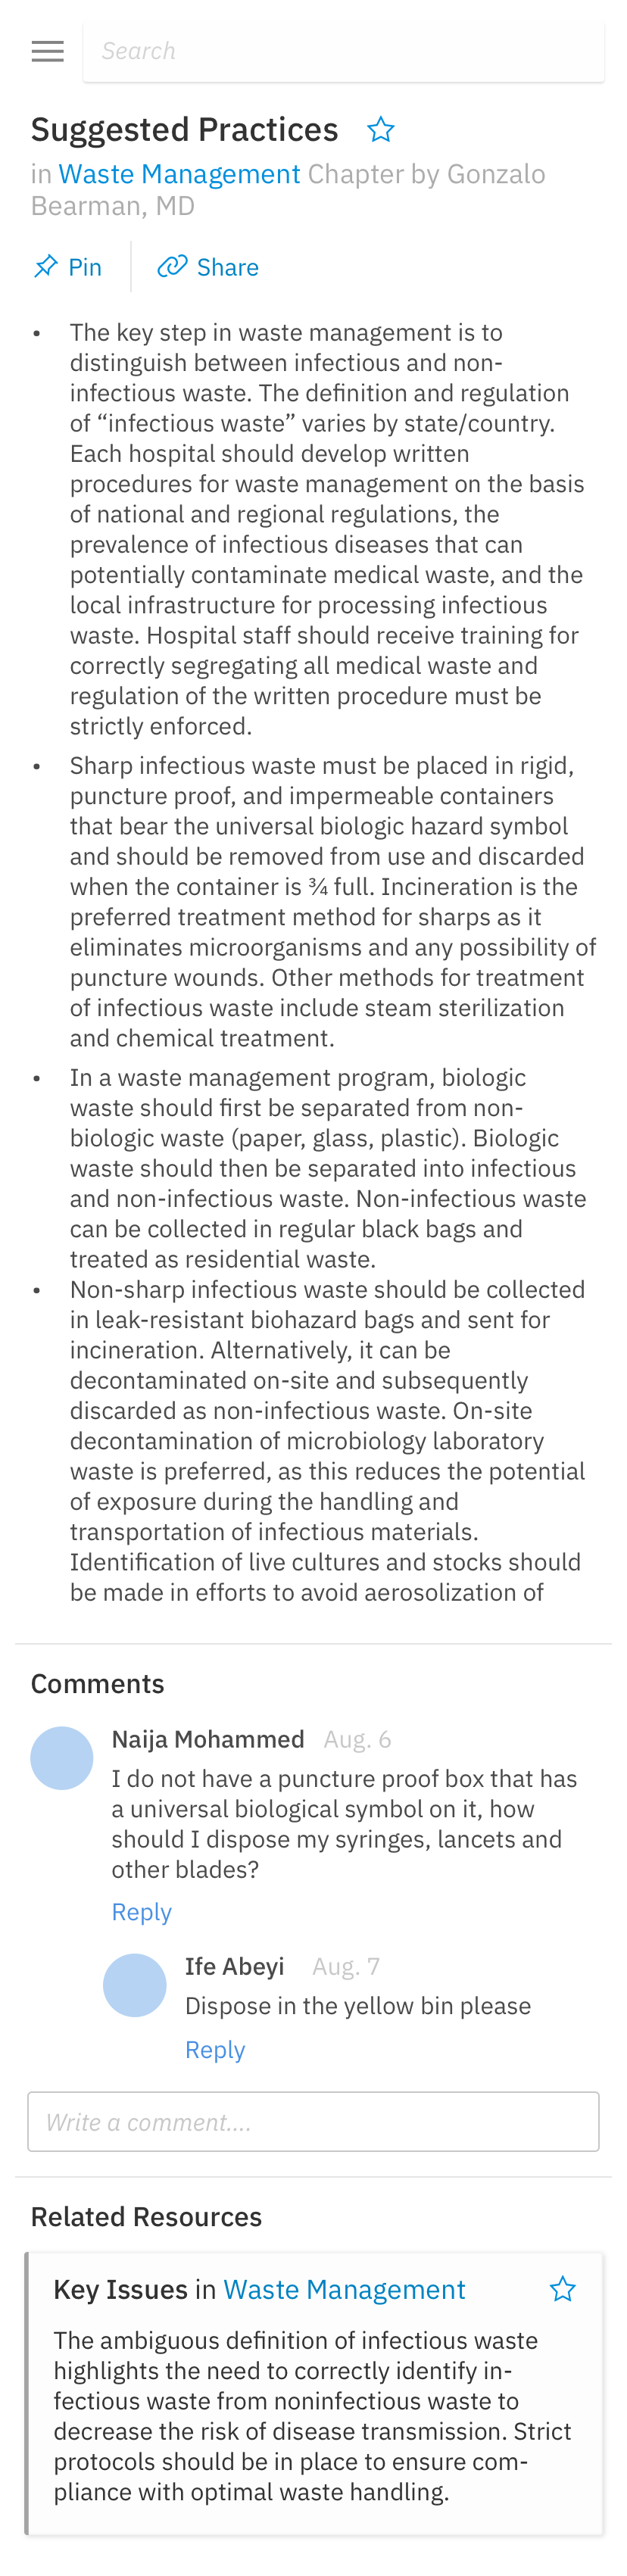 Search
Suggested Practices
in Waste Management Chapter by Gonzalo
Bearman, MD
Pin
Share
• The key step in waste management is to
distinguish between infectious and non-
infectious waste. The definition and regulation
of “infectious waste” varies by state/country.
Each hospital should develop written
procedures for waste management on the basis
of national and regional regulations, the
prevalence of infectious diseases that can
potentially contaminate medical waste, and the
local infrastructure for processing infectious
waste. Hospital staff should receive training for
correctly segregating all medical waste and
regulation of the written procedure must be
strictly enforced.
• Sharp infectious waste must be placed in rigid,
puncture proof, and impermeable containers
that bear the universal biologic hazard symbol
and should be removed from use and discarded
when the container is ¾ full. Incineration is the
preferred treatment method for sharps as it
eliminates microorganisms and any possibility of
puncture wounds. Other methods for treatment
of infectious waste include steam sterilization
and chemical treatment.
• In a waste management program, biologic
waste should first be separated from non-
biologic waste (paper, glass, plastic). Biologic
waste should then be separated into infectious
and non-infectious waste. Non-infectious waste
can be collected in regular black bags and
treated as residential waste.
• Non-sharp infectious waste should be collected
in leak-resistant biohazard bags and sent for
incineration. Alternatively, it can be
decontaminated on-site and subsequently
discarded as non-infectious waste. On-site
decontamination of microbiology laboratory
waste is preferred, as this reduces the potential
of exposure during the handling and
transportation of infectious materials.
Identification of live cultures and stocks should
be made in efforts to avoid aerosolization of
Comments
Naija Mohammed Aug. 6
I do not have a puncture proof box that has
a universal biological symbol on it, how
should I dispose my syringes, lancets and
other blades?
Reply
Ife Abeyi Aug. 7
Dispose in the yellow bin please
Reply
Write a comment....
Related Resources
Key Issues in Waste Management
The ambiguous definition of infectious waste
highlights the need to correctly identify in-
fectious waste from noninfectious waste to
decrease the risk of disease transmission. Strict
protocols should be in place to ensure com-
pliance with optimal waste handling.